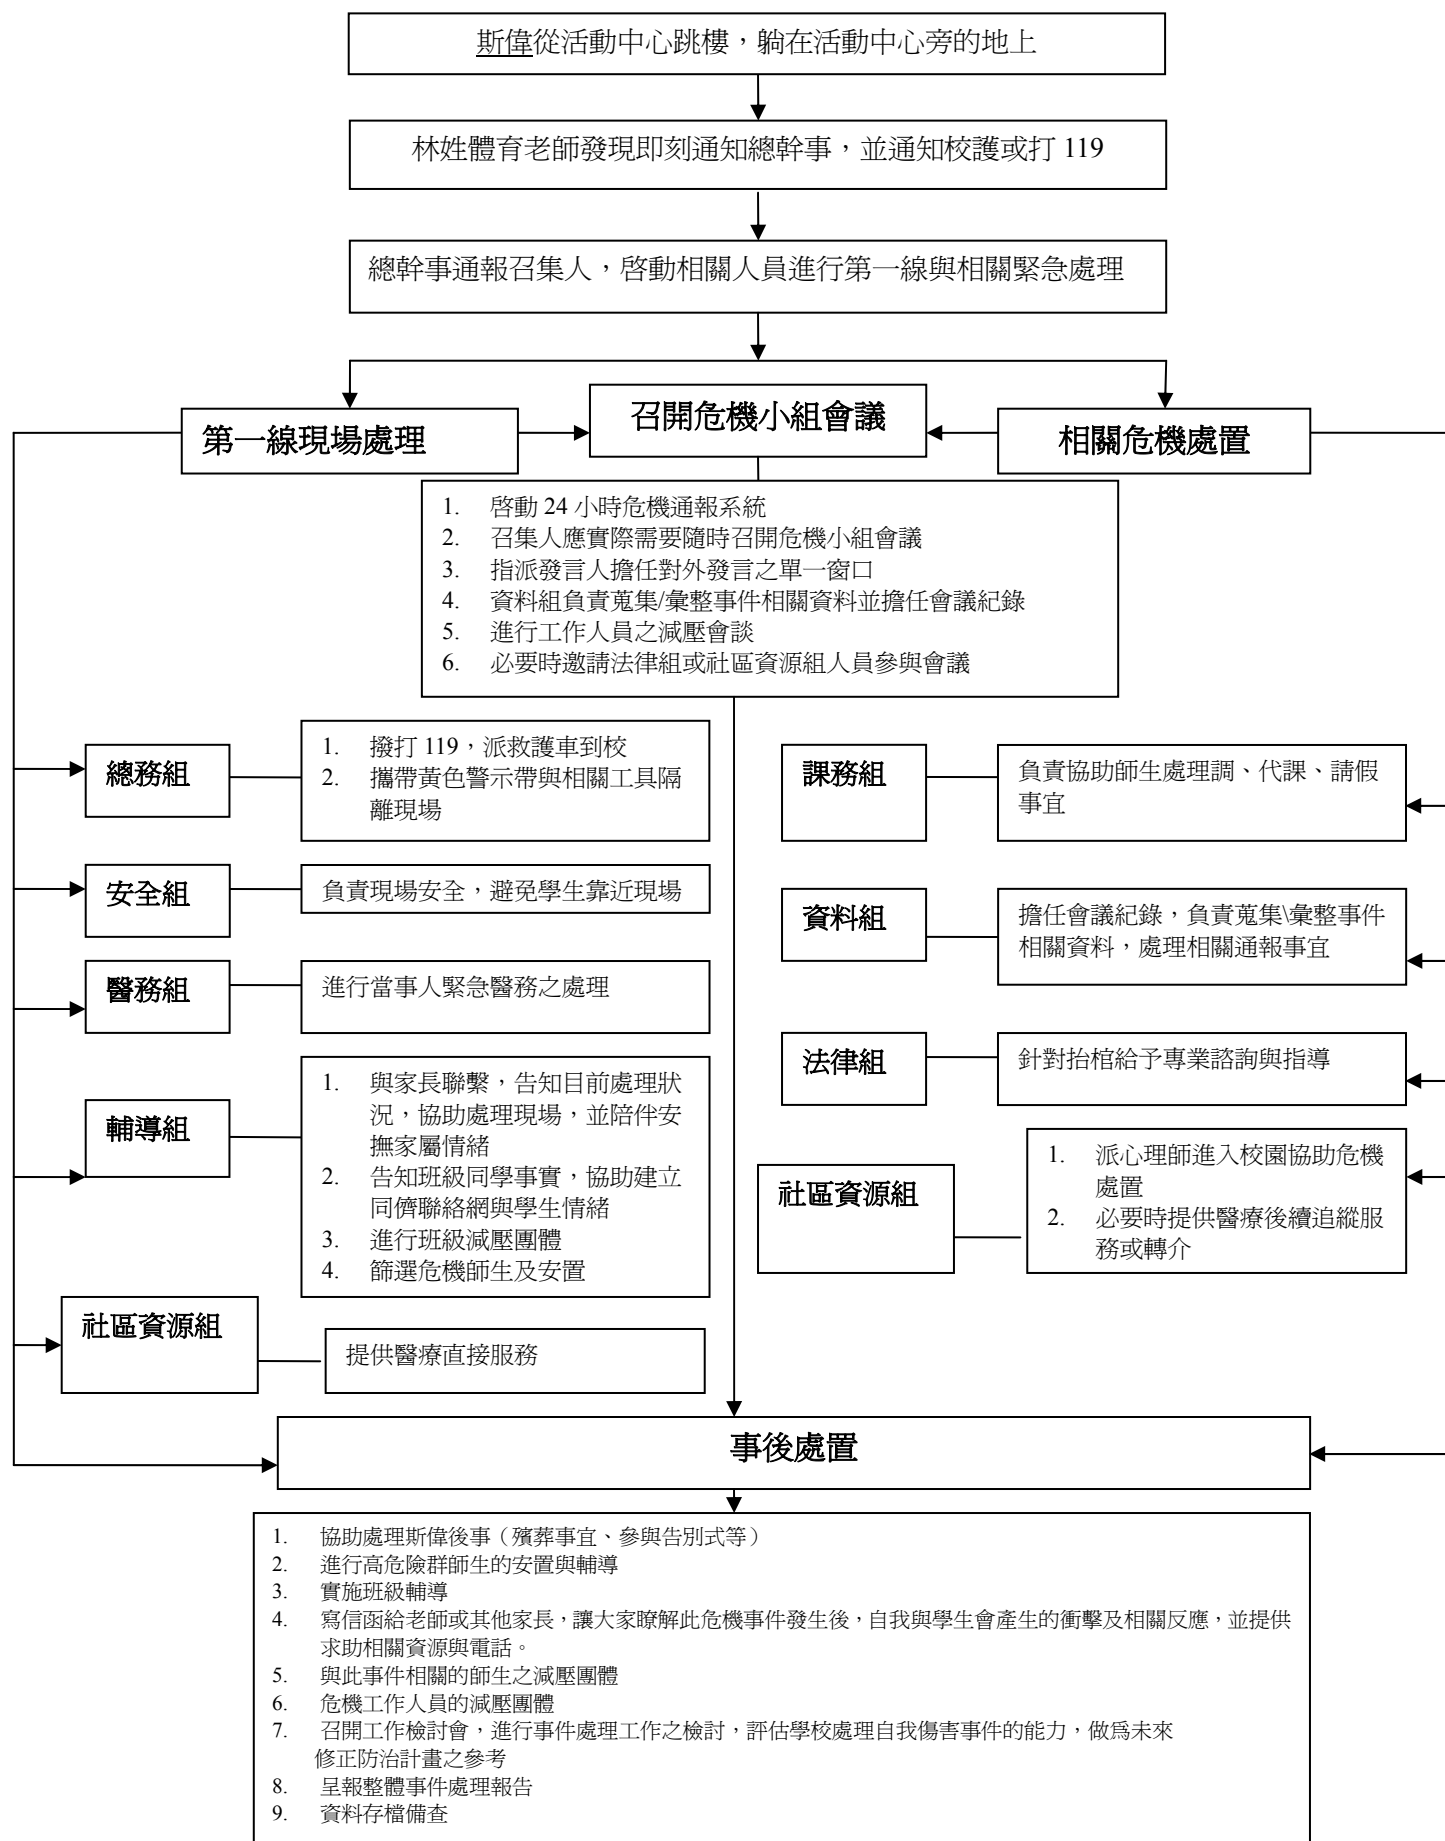 斯偉從活動中心跳樓，躺在活動中心旁的地上
林姓體育老師發現即刻通知總幹事，並通知校護或打 119
總幹事通報召集人，啓動相關人員進行第一線與相關緊急處理
第一線現場處理
召開危機小組會議
相關危機處置
1. 啓動 24 小時危機通報系統
2. 召集人應實際需要隨時召開危機小組會議
3. 指派發言人擔任對外發言之單一窗口
4. 資料組負責蒐集/彙整事件相關資料並擔任會議紀錄
5. 進行工作人員之減壓會談
6. 必要時邀請法律組或社區資源組人員參與會議
總務組
1. 撥打 119，派救護車到校
2. 攜帶黃色警示帶與相關工具隔
離現場
安全組
負責現場安全，避免學生靠近現場
醫務組
進行當事人緊急醫務之處理
輔導組
1. 與家長聯繫，告知目前處理狀
況，協助處理現場，並陪伴安
撫家屬情緒
2. 告知班級同學事實，協助建立
同儕聯絡網與學生情緒
3. 進行班級減壓團體
4. 篩選危機師生及安置
社區資源組
提供醫療直接服務
課務組
負責協助師生處理調、代課、請假
事宜
資料組
擔任會議紀錄，負責蒐集\彙整事件
相關資料，處理相關通報事宜
法律組
針對抬棺給予專業諮詢與指導
社區資源組
1. 派心理師進入校園協助危機
處置
2. 必要時提供醫療後續追縱服
務或轉介
事後處置
1. 協助處理斯偉後事（殯葬事宜、參與告別式等）
2. 進行高危險群師生的安置與輔導
3. 實施班級輔導
4. 寫信函給老師或其他家長，讓大家瞭解此危機事件發生後，自我與學生會產生的衝擊及相關反應，並提供
求助相關資源與電話。
5. 與此事件相關的師生之減壓團體
6. 危機工作人員的減壓團體
7. 召開工作檢討會，進行事件處理工作之檢討，評估學校處理自我傷害事件的能力，做爲未來
修正防治計畫之參考
8. 呈報整體事件處理報告
9. 資料存檔備查